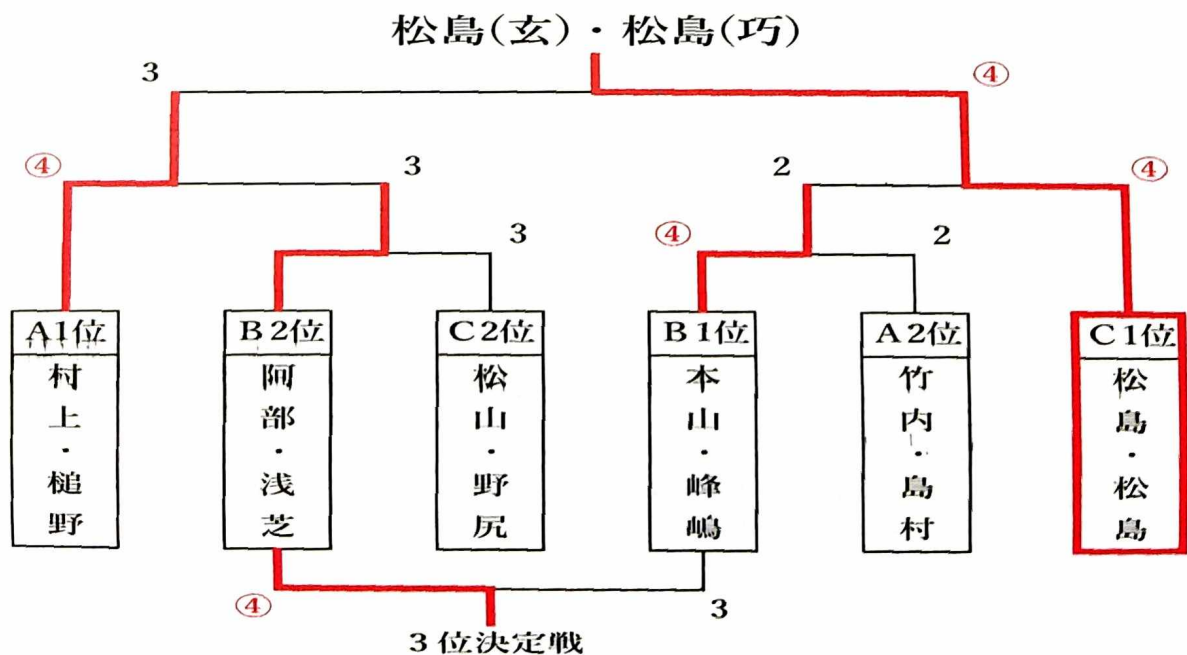 松島(玄)・松島(巧)
3
④
④
3
2
④
3
④
2
A1位
B2位
C2位
B1位
A2位
C1位
村上・槌野
阿部・浅芝
松山・野尻
本山・峰嶋
竹内・島村
松島・松島
④
3
3位決定戦